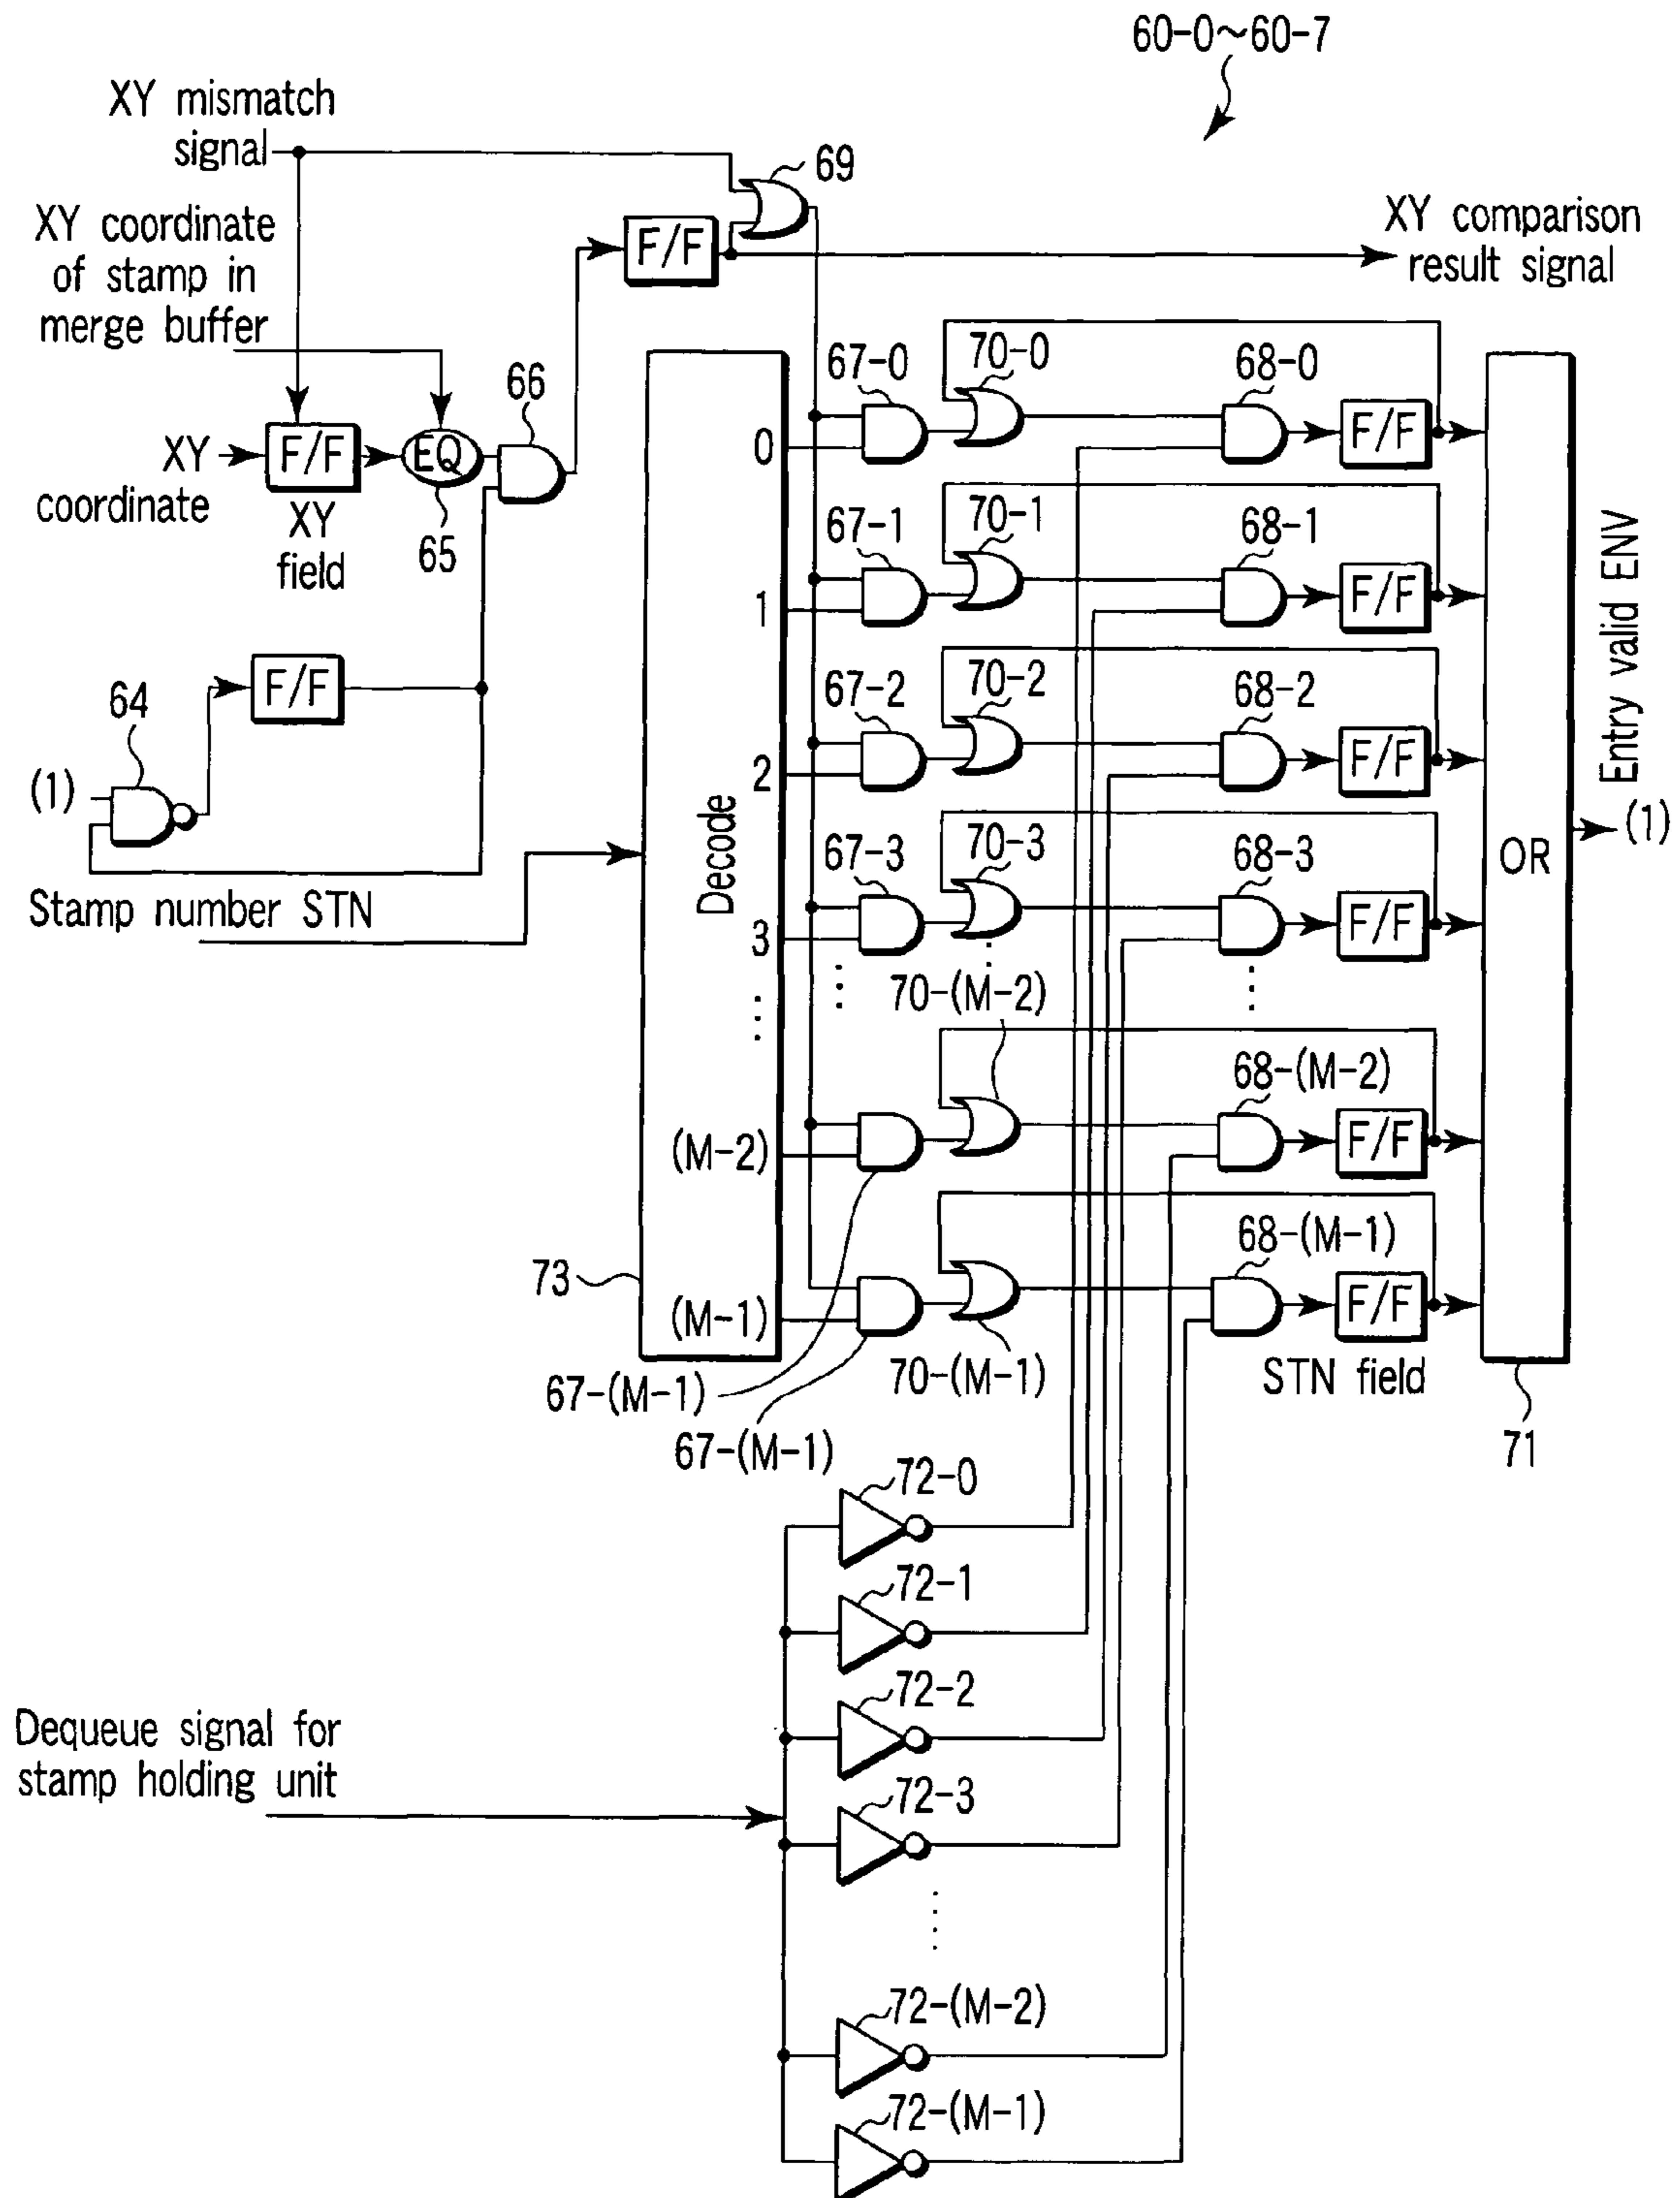 60-0~60-7
XY mismatch
signal
69
XY coordinate
of stamp in
merge buffer
F/F
XY comparison
result signal
66
67-0
70-0
68-0
XY
coordinate
F/F
EQ
0
F/F
XY
field
65
67-1
70-1
68-1
1
F/F
Entry valid ENV
64
F/F
67-2
70-2
68-2
2
F/F
(1)
Decode
67-3
70-3
68-3
OR
(1)
Stamp number STN
3
F/F
70-(M-2)
68-(M-2)
(M-2)
F/F
68-(M-1)
73
(M-1)
F/F
67-(M-1)
70-(M-1)
STN field
67-(M-1)
71
72-0
72-1
72-2
Dequeue signal for
stamp holding unit
72-3
72-(M-2)
72-(M-1)